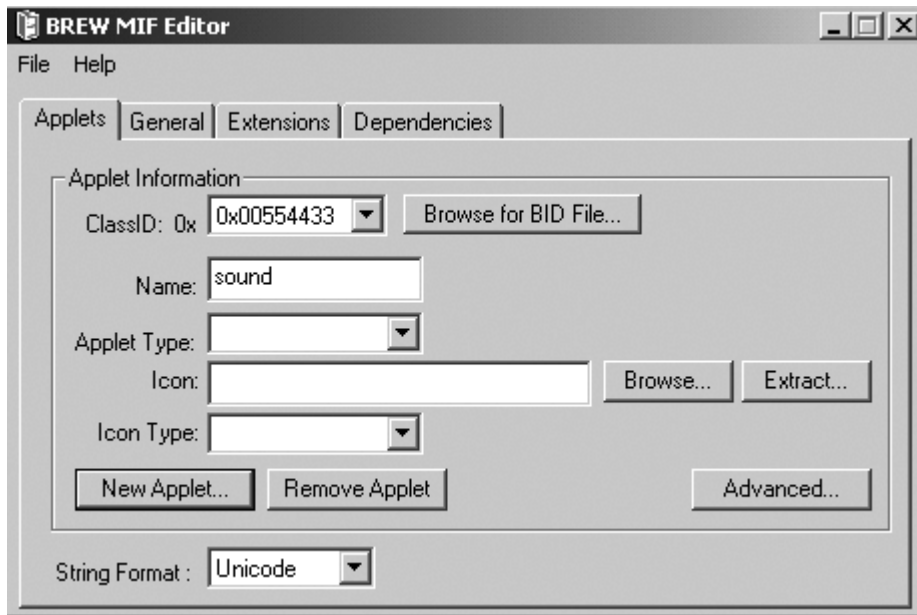 BREW MIF Editor
File Help
Applets General Extensions Dependencies
Applet Information
ClassID: 0x 0x00554433 Browse for BID File...
Name: sound
Applet Type:
Icon: Browse... Extract...
Icon Type:
New Applet... Remove Applet Advanced...
String Format : Unicode